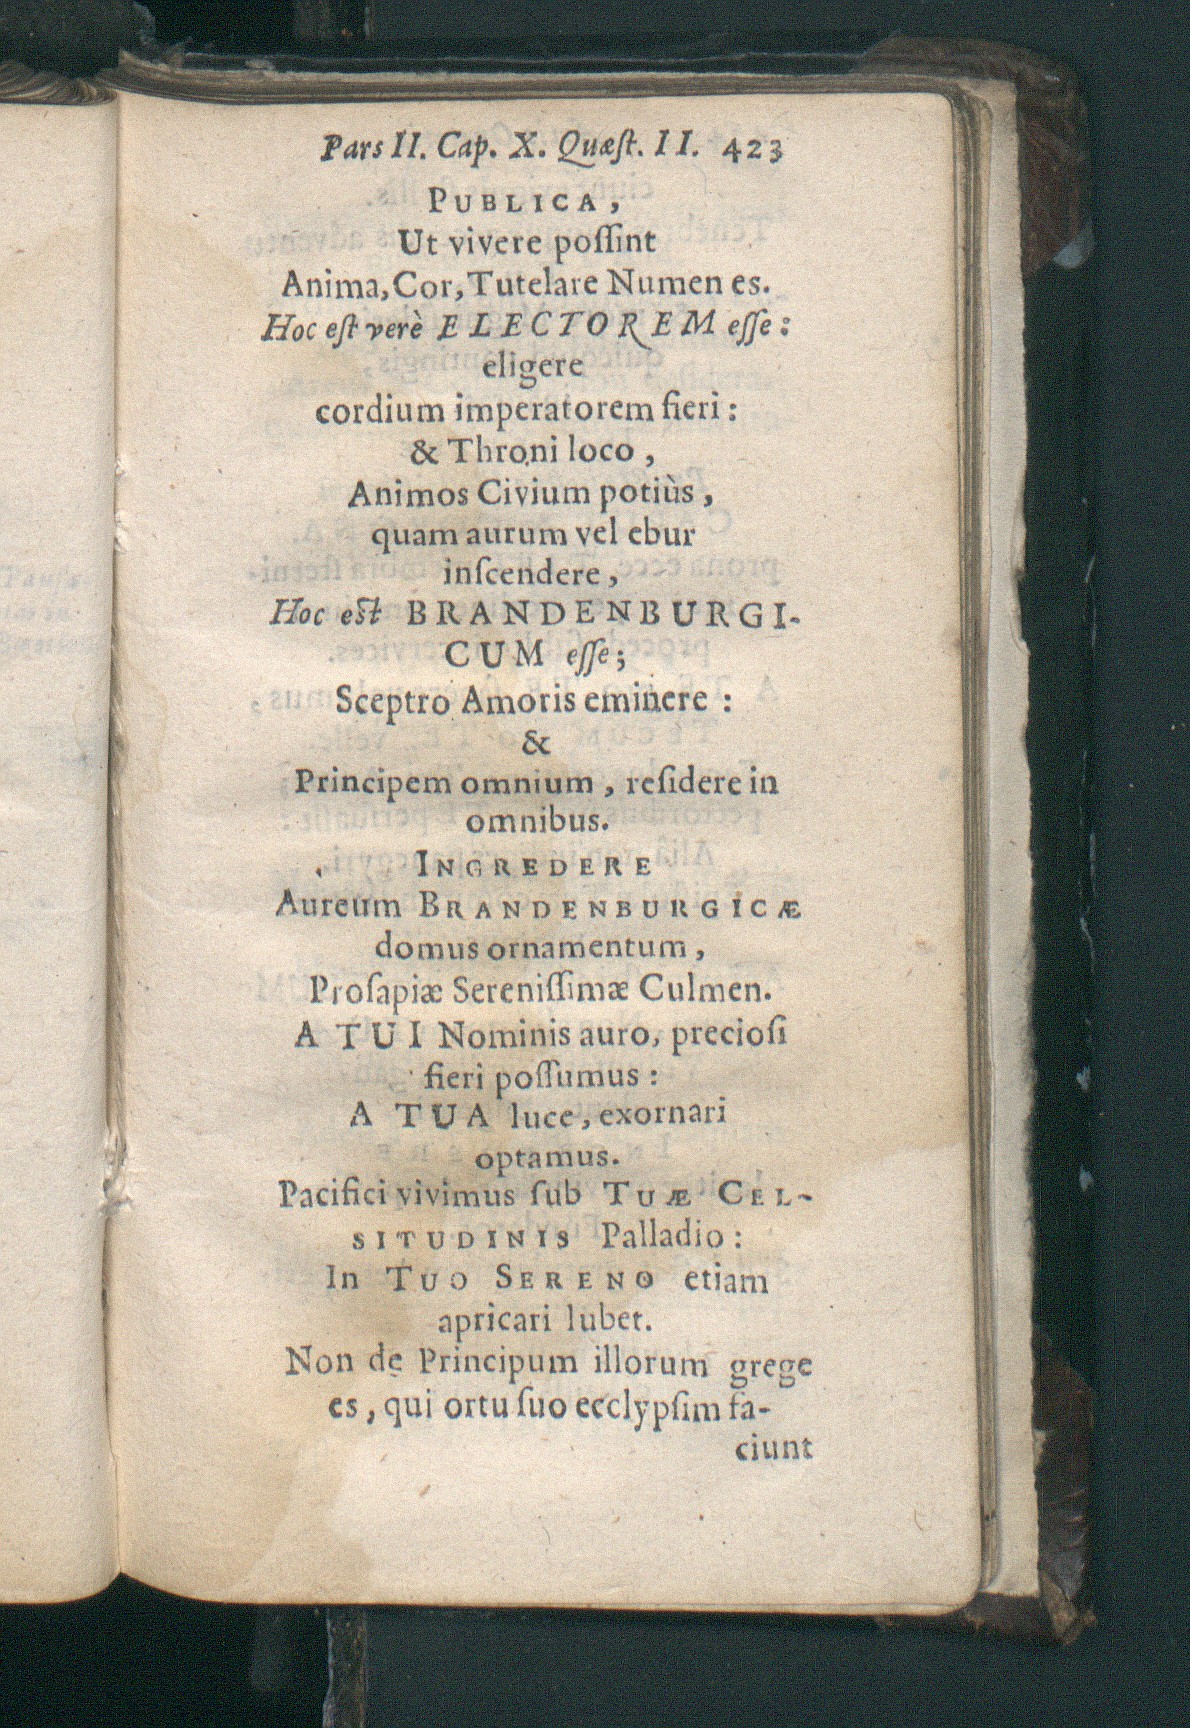 Pars II. Cap. X. Quæſt. II. 423
PUBLICA,
Ut vivere poſſint
Anima, Cor, Tutelare Numen es.
Hoc eſt verè ELECTOREM eſſe:
eligere
cordium imperatorem fieri:
& Throni loco,
Animos Civium potiùs,
quam aurum vel ebur
inſcendere,
Hoc eſt BRANDENBURGI-
CUM eſſe;
Sceptro Amoris eminere:
&
Principem omnium, reſidere in
omnibus.
INGREDERE
Aureum BRANDENBURGICÆ
domus ornamentum,
Proſapiæ Sereniſſimæ Culmen.
A TUI Nominis auro, precioſi
fieri poſſumus:
A TUA luce, exornari
optamus.
Pacifici vivimus ſub TUÆ CEL-
SITUDINIS Palladio:
In TUO SERENO etiam
apricari lubet.
Non de Principum illorum grege
es, qui ortu ſuo ecclypſim fa-
ciunt